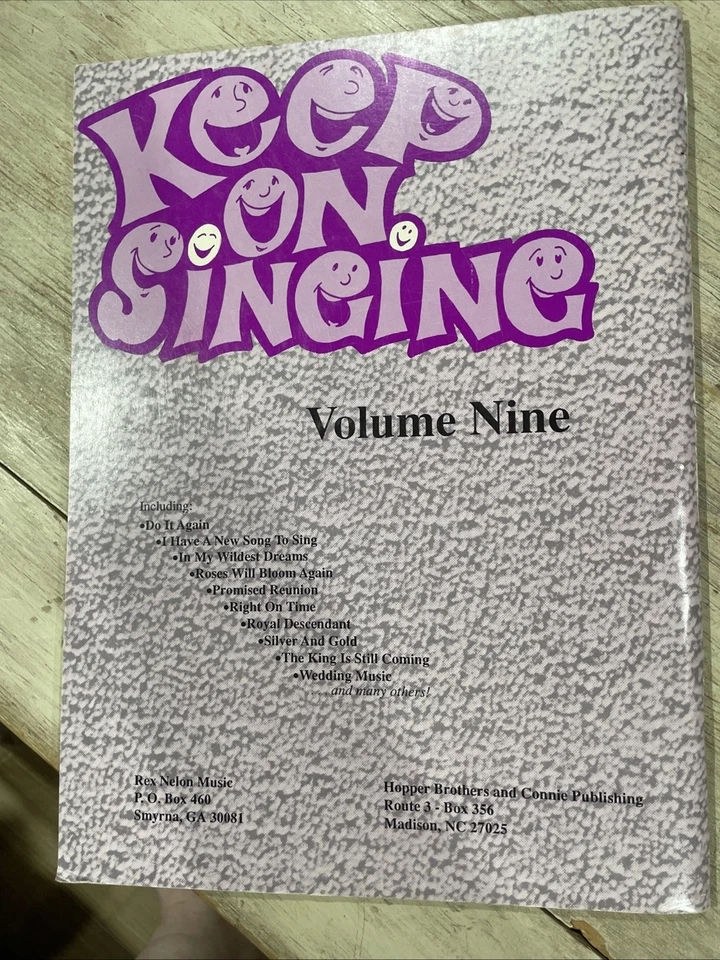 Keep
ON
SiNGiNG
Volume Nine
Including:
•Do It Again
•I Have A New Song To Sing
•In My Wildest Dreams
•Roses Will Bloom Again
•Promised Reunion
•Right On Time
•Royal Descendant
•Silver And Gold
•The King Is Still Coming
•Wedding Music
. . . and many others!
Rex Nelon Music
P. O. Box 460
Smyrna, GA 30081
Hopper Brothers and Connie Publishing
Route 3 - Box 356
Madison, NC 27025